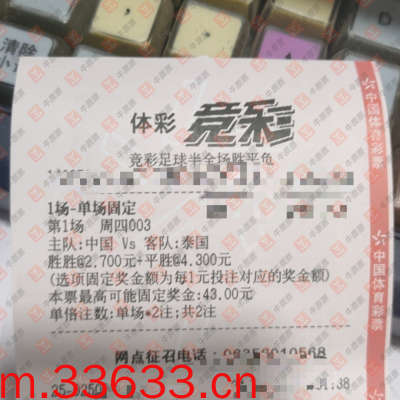 清除
D
体彩 竞彩
竞彩足球半全场胜平负
1场-单场固定
第1场 周四003
主队:中国 Vs 客队:泰国
胜胜@2.700元+平胜@4.300元
(选项固定奖金额为每1元投注对应的奖金额)
本票最高可能固定奖金:43.00元
单倍注数:单场*2注;共2注
网点征召电话:
m.33633.cn
:38
中国体育彩票
中国体育彩票